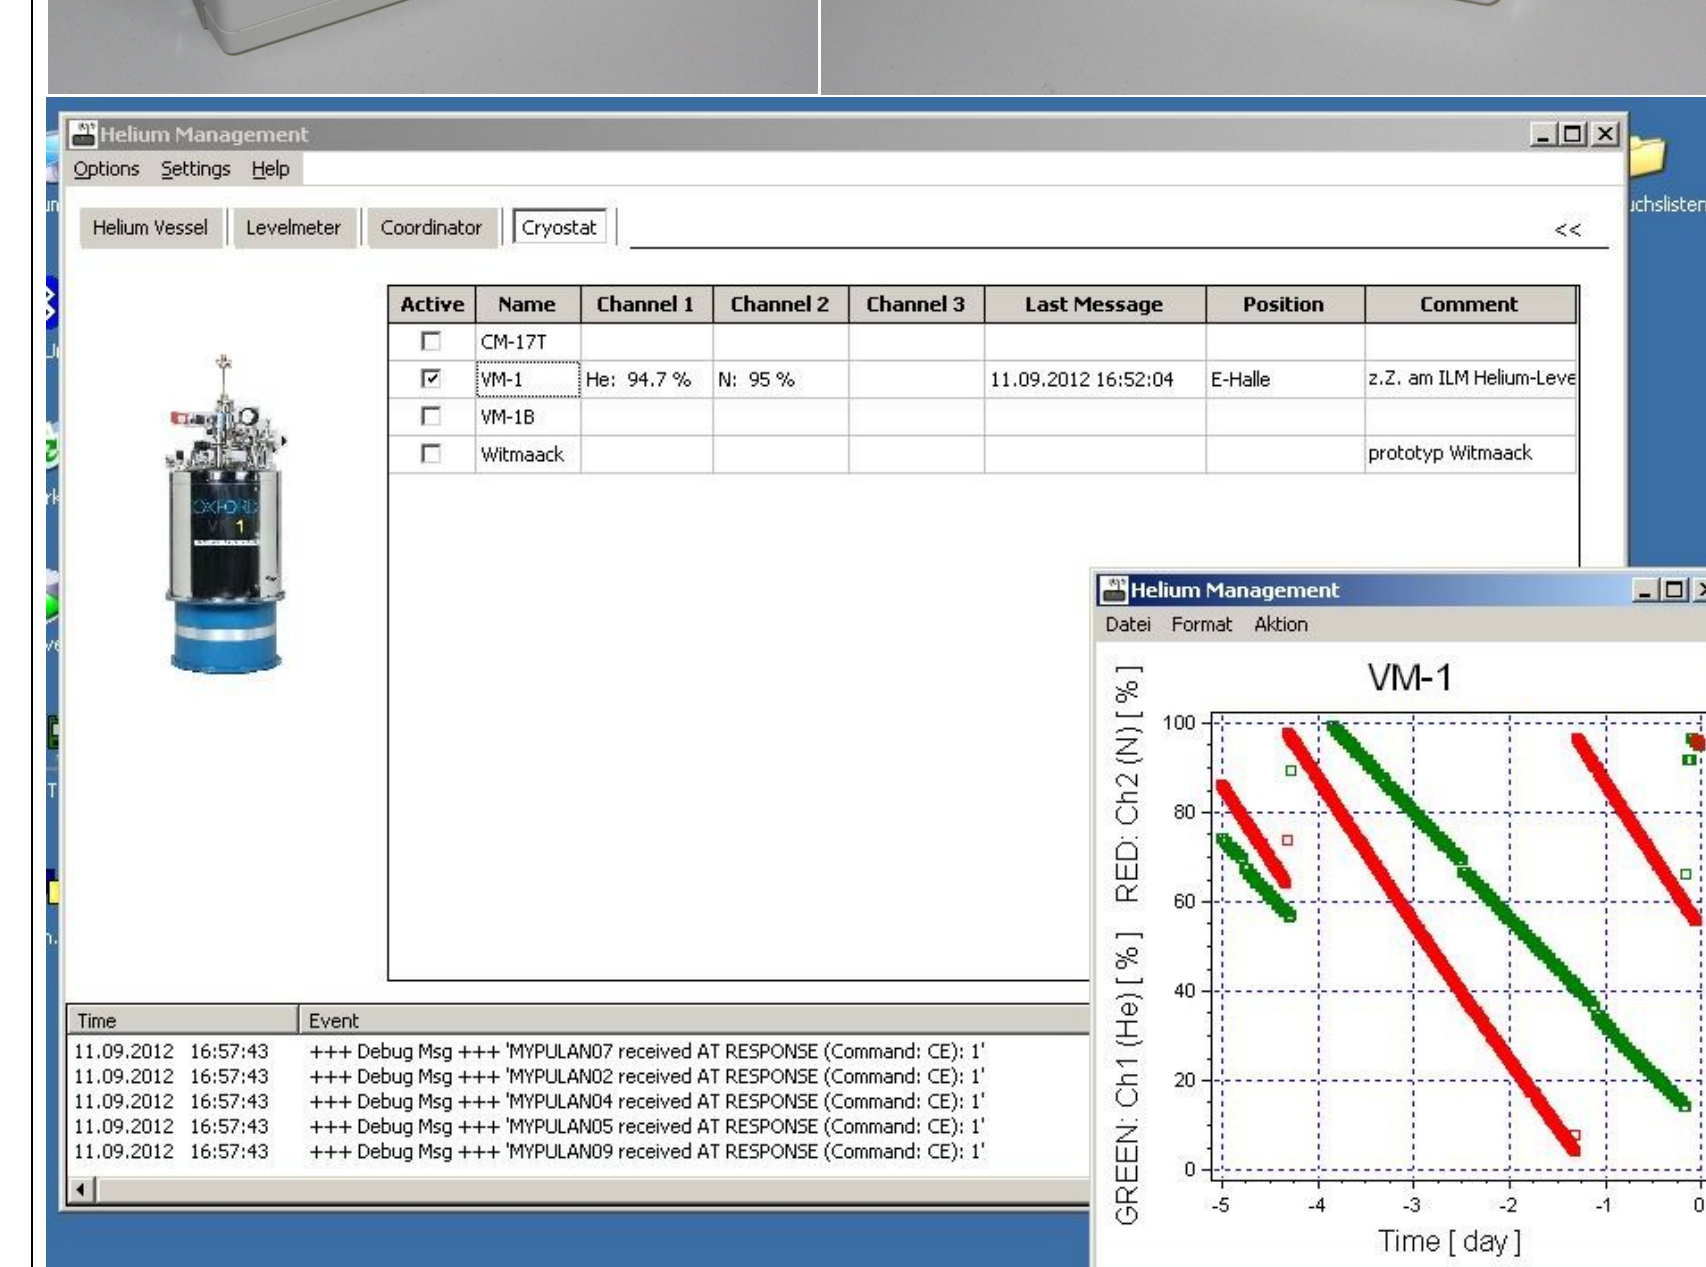 Helium Management
Options Settings Help
Helium Vessel Levelmeter Coordinator Cryostat <<
uchslisten
Active Name Channel 1 Channel 2 Channel 3 Last Message Position Comment
CM-17T
VM-1 He: 94.7 % N: 95 % 11.09.2012 16:52:04 E-Halle z.Z. am ILM Helium-Leve
VM-1B
Witmaack prototyp Witmaack
OXFORD
VM 1
Helium Management
Datei Format Aktion
VM-1
GREEN: Ch1 (He) [ % ] RED: Ch2 (N) [ % ]
100
80
60
40
20
0
-5 -4 -3 -2 -1 0
Time [ day ]
Time Event
11.09.2012 16:57:43 +++ Debug Msg +++ 'MYPULAN07 received AT RESPONSE (Command: CE): 1'
11.09.2012 16:57:43 +++ Debug Msg +++ 'MYPULAN02 received AT RESPONSE (Command: CE): 1'
11.09.2012 16:57:43 +++ Debug Msg +++ 'MYPULAN04 received AT RESPONSE (Command: CE): 1'
11.09.2012 16:57:43 +++ Debug Msg +++ 'MYPULAN05 received AT RESPONSE (Command: CE): 1'
11.09.2012 16:57:43 +++ Debug Msg +++ 'MYPULAN09 received AT RESPONSE (Command: CE): 1'